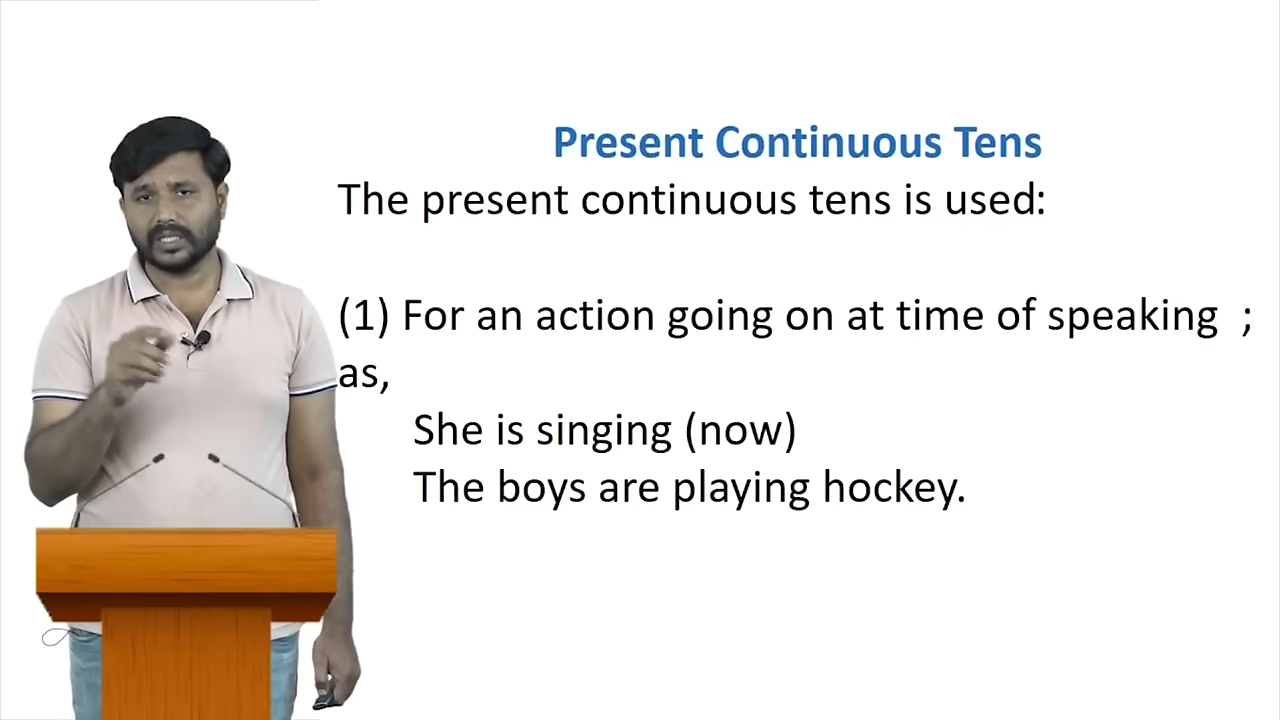 Present Continuous Tens
The present continuous tens is used:
(1) For an action going on at time of speaking  ;
as,
She is singing (now)
The boys are playing hockey.